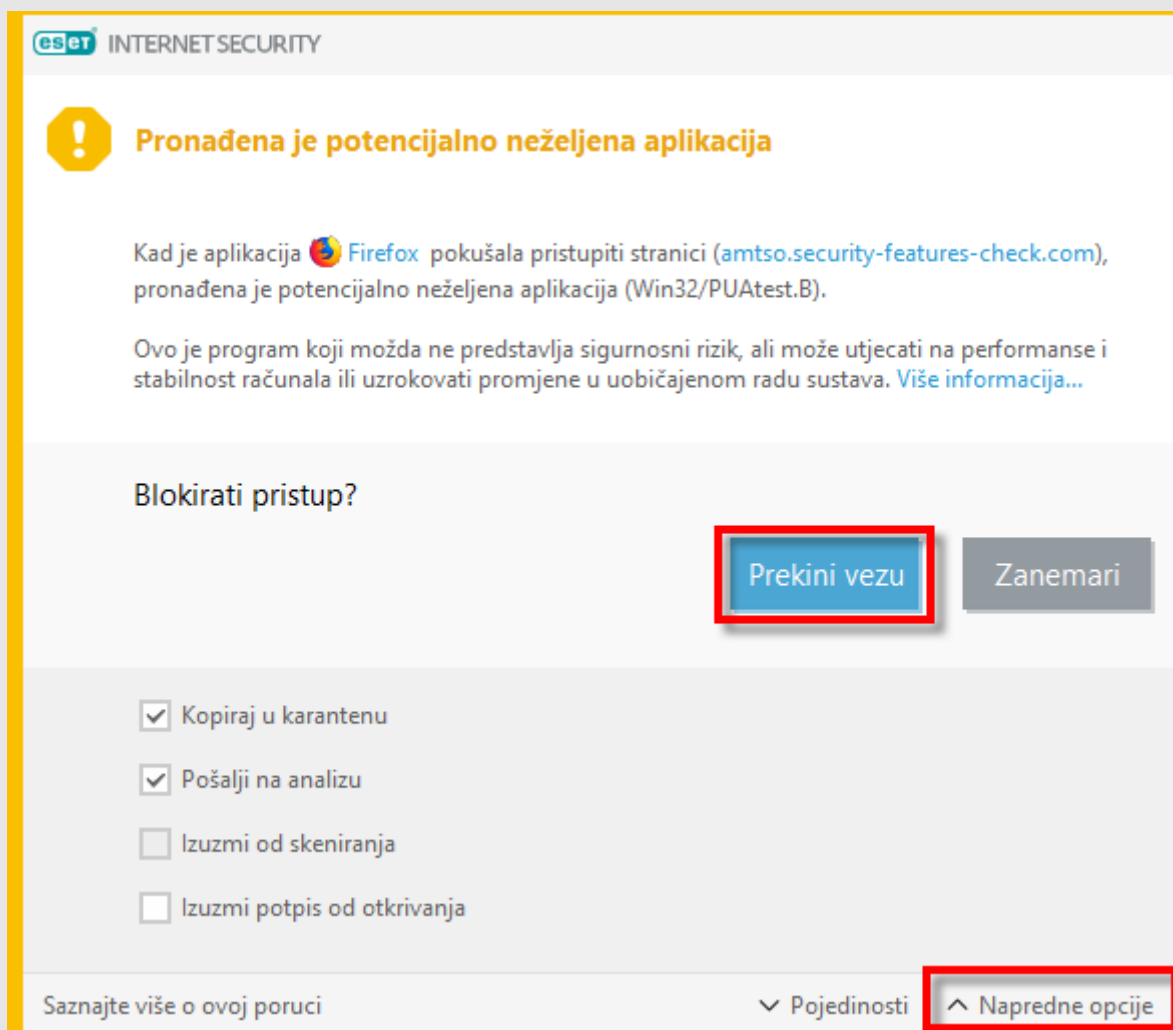 eset INTERNET SECURITY
Pronađena je potencijalno neželjena aplikacija
Kad je aplikacija Firefox pokušala pristupiti stranici (amtso.security-features-check.com),
pronađena je potencijalno neželjena aplikacija (Win32/PUAtest.B).
Ovo je program koji možda ne predstavlja sigurnosni rizik, ali može utjecati na performanse i
stabilnost računala ili uzrokovati promjene u uobičajenom radu sustava. Više informacija...
Blokirati pristup?
Prekini vezu Zanemari
Kopiraj u karantenu
Pošalji na analizu
Izuzmi od skeniranja
Izuzmi potpis od otkrivanja
Saznajte više o ovoj poruci Pojedinosti Napredne opcije